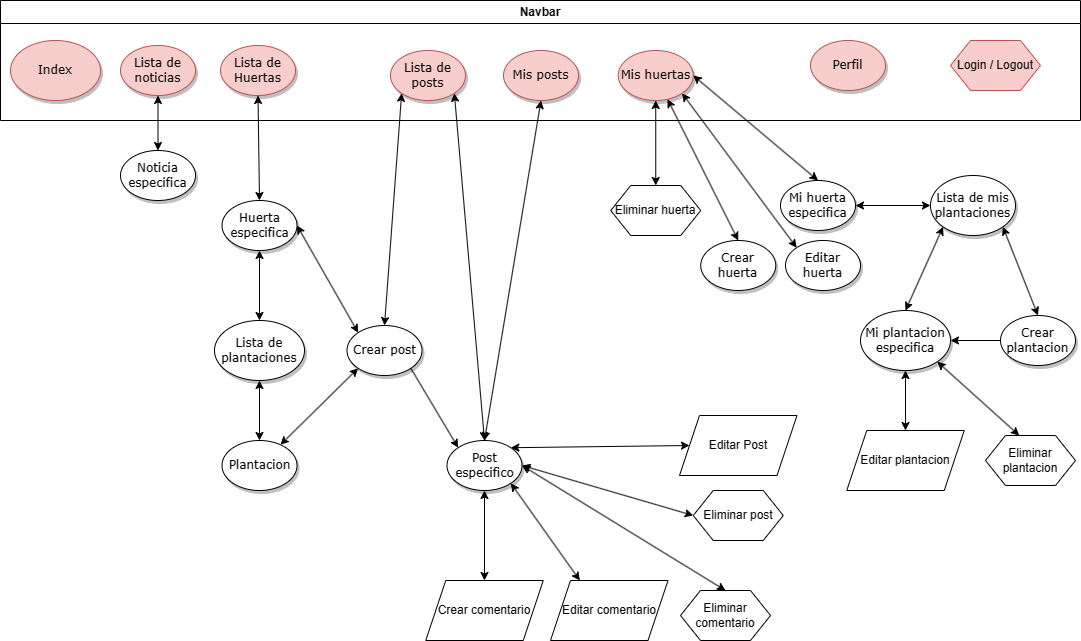 Navbar
Index
Lista de
noticias
Lista de
Huertas
Lista de
posts
Mis posts
Mis huertas
Perfil
Login / Logout
Noticia
especifica
Huerta
especifica
Eliminar huerta
Mi huerta
especifica
Lista de mis
plantaciones
Crear
huerta
Editar
huerta
Lista de
plantaciones
Crear post
Mi plantacion
especifica
Crear
plantacion
Plantacion
Post
especifico
Editar Post
Editar plantacion
Eliminar
plantacion
Eliminar post
Crear comentario
Editar comentario
Eliminar
comentario